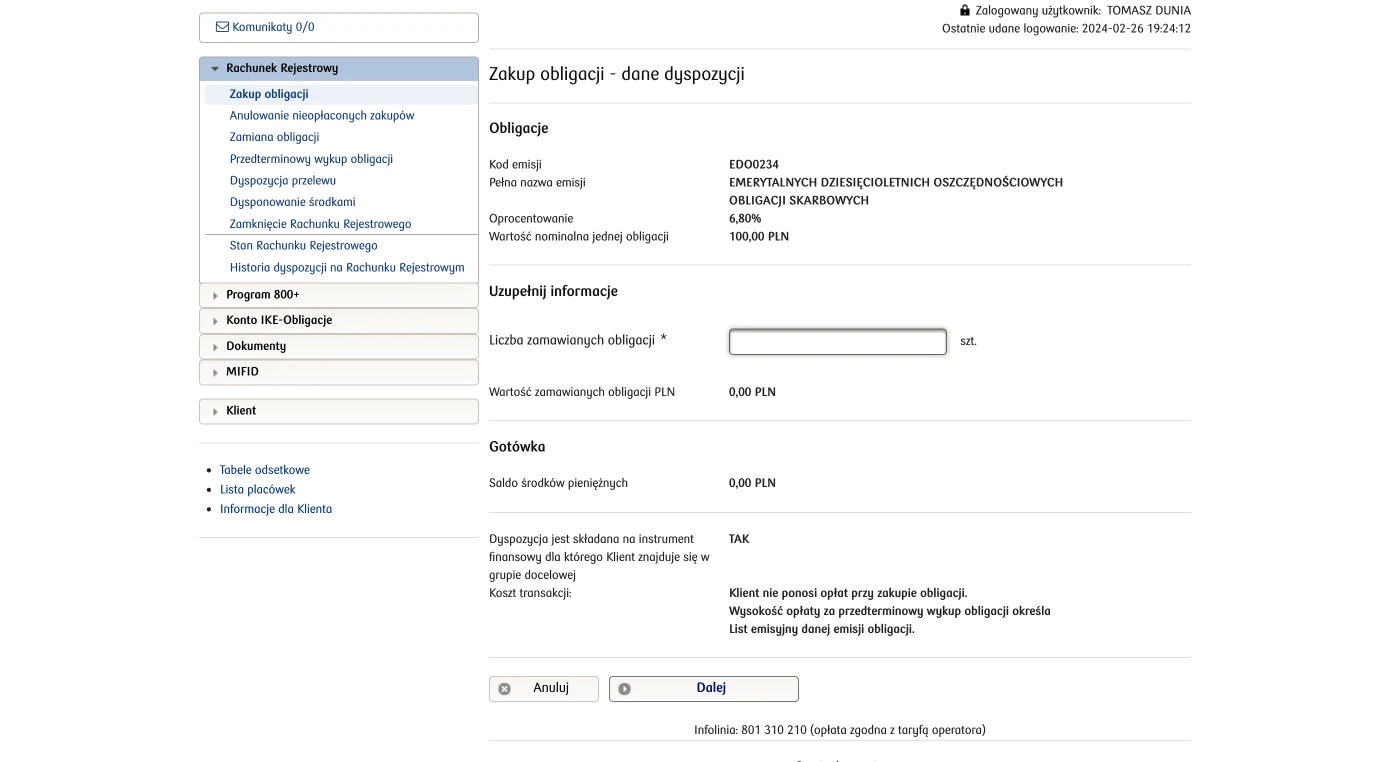 Komunikaty 0/0
Zalogowany użytkownik: TOMASZ DUNIA
Ostatnie udane logowanie: 2024-02-26 19:24:12
Rachunek Rejestrowy
Zakup obligacji
Anulowanie nieopłaconych zakupów
Zamiana obligacji
Przedterminowy wykup obligacji
Dyspozycja przelewu
Dysponowanie środkami
Zamknięcie Rachunku Rejestrowego
Stan Rachunku Rejestrowego
Historia dyspozycji na Rachunku Rejestrowym
Program 800+
Konto IKE-Obligacje
Dokumenty
MIFID
Klient
Tabele odsetkowe
Lista placówek
Informacje dla Klienta
Zakup obligacji - dane dyspozycji
Obligacje
Kod emisji EDO0234
Pełna nazwa emisji EMERYTALNYCH DZIESIĘCIOLETNICH OSZCZĘDNOŚCIOWYCH
OBLIGACJI SKARBOWYCH
Oprocentowanie 6,80%
Wartość nominalna jednej obligacji 100,00 PLN
Uzupełnij informacje
Liczba zamawianych obligacji * szt.
Wartość zamawianych obligacji PLN 0,00 PLN
Gotówka
Saldo środków pieniężnych 0,00 PLN
Dyspozycja jest składana na instrument TAK
finansowy dla którego Klient znajduje się w
grupie docelowej
Koszt transakcji: Klient nie ponosi opłat przy zakupie obligacji.
Wysokość opłaty za przedterminowy wykup obligacji określa
List emisyjny danej emisji obligacji.
Anuluj Dalej
Infolinia: 801 310 210 (opłata zgodna z taryfą operatora)